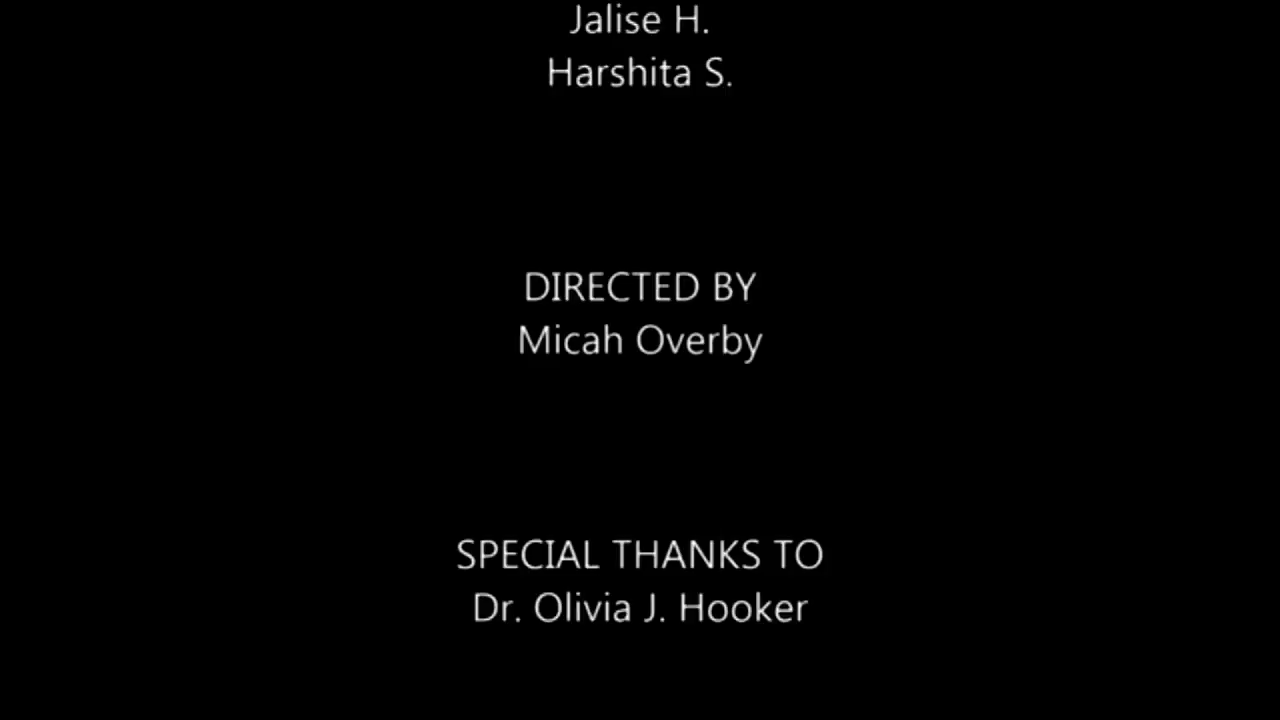 Jalise H.
Harshita S.
DIRECTED BY
Micah Overby
SPECIAL THANKS TO
Dr. Olivia J. Hooker